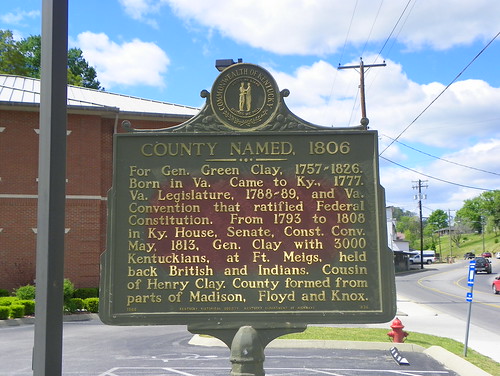 COMMONWEALTH OF KENTUCKY
COUNTY NAMED, 1806
For Gen. Green Clay, 1757-1826.
Born in Va. Came to Ky., 1777.
Va. Legislature, 1788-89, and Va.
Convention that ratified Federal
Constitution. From 1793 to 1808
in Ky. House, Senate, Const. Conv.
May, 1813, Gen. Clay with 3000
Kentuckians, at Ft. Meigs, held
back British and Indians. Cousin
of Henry Clay. County formed from
parts of Madison, Floyd and Knox.